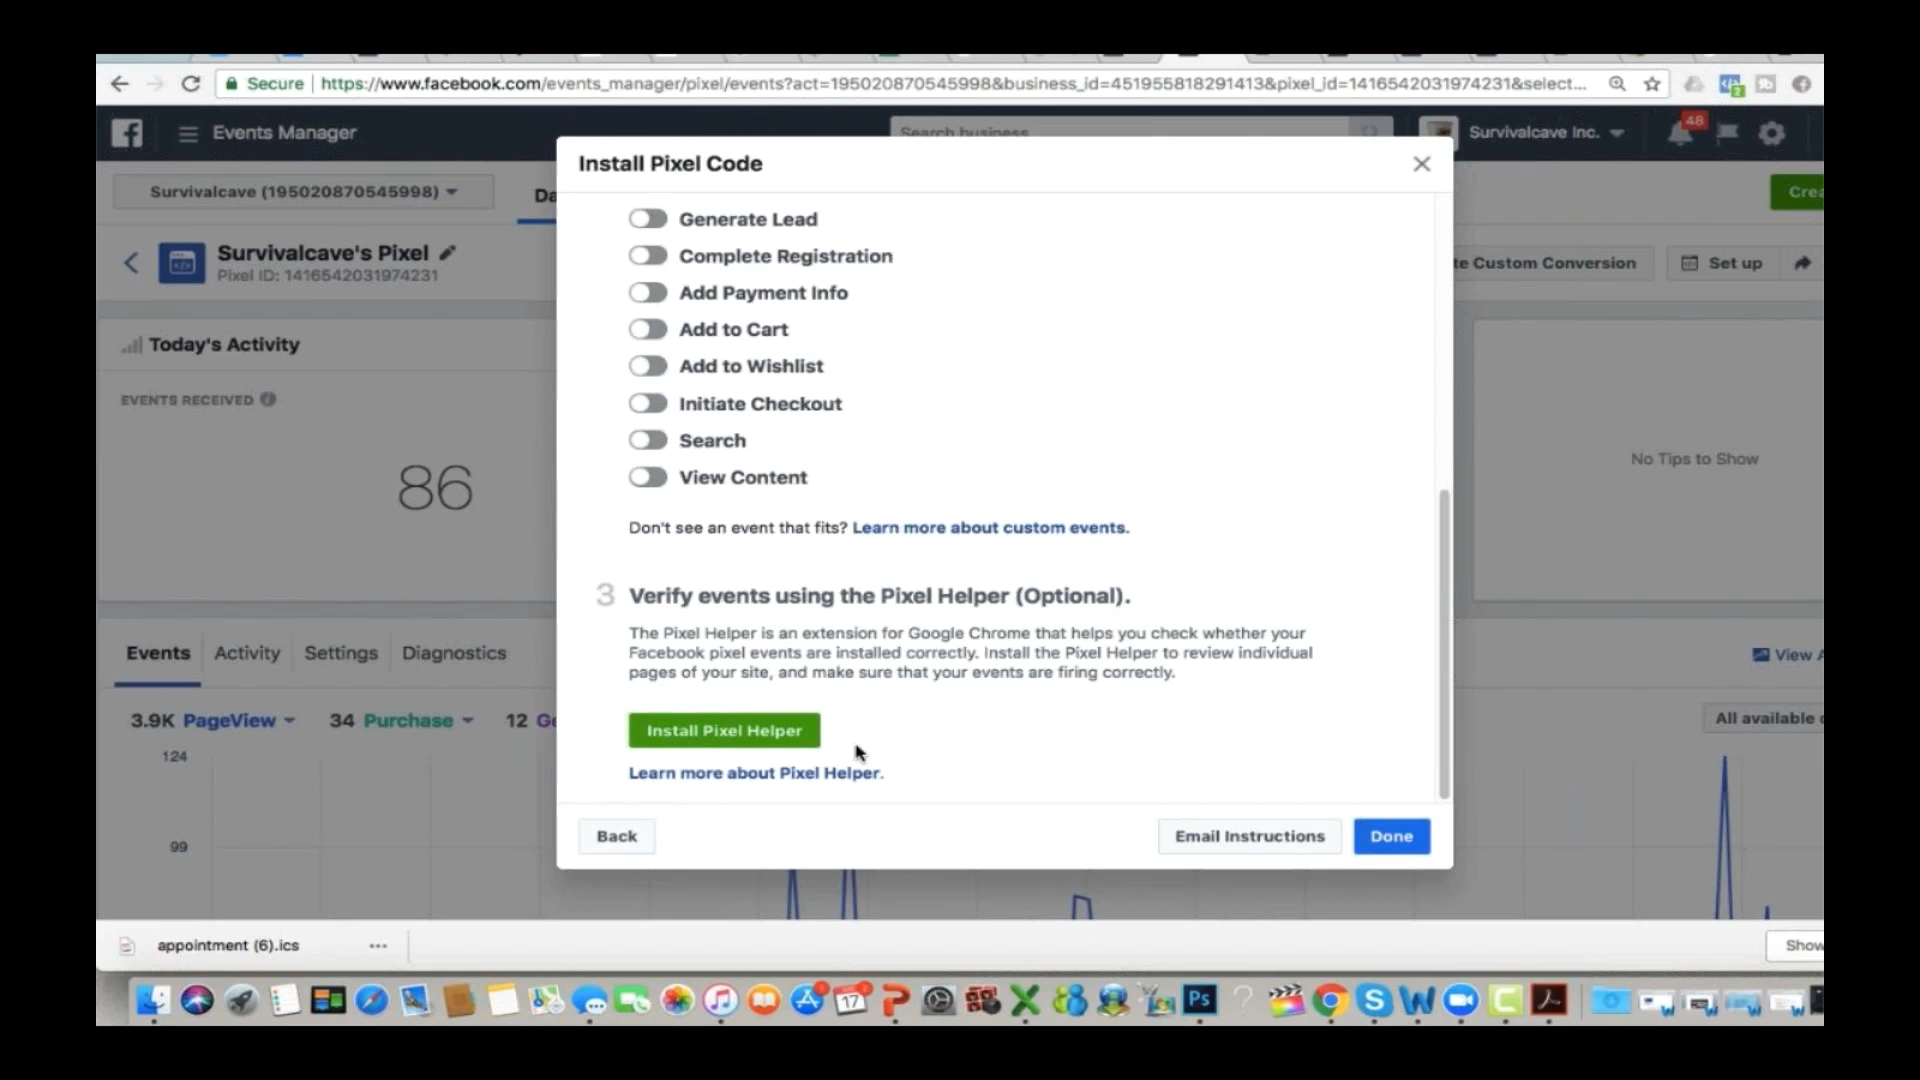 Secure | https://www.facebook.com/events_manager/pixel/events?act=195020870545998&business_id=451955818291413&pixel_id=1416542031974231&select...
Events Manager
Search business
Survivalcave Inc.
48
Install Pixel Code
Survivalcave (195020870545998)
Survivalcave's Pixel
Pixel ID: 1416542031974231
Custom Conversion
Set up
Generate Lead
Complete Registration
Add Payment Info
Add to Cart
Add to Wishlist
Initiate Checkout
Search
View Content
Don't see an event that fits? Learn more about custom events.
3 Verify events using the Pixel Helper (Optional).
The Pixel Helper is an extension for Google Chrome that helps you check whether your
Facebook pixel events are installed correctly. Install the Pixel Helper to review individual
pages of your site, and make sure that your events are firing correctly.
Install Pixel Helper
Learn more about Pixel Helper.
Back
Email Instructions
Done
Today's Activity
EVENTS RECEIVED
86
No Tips to Show
Events Activity Settings Diagnostics
View
3.9K PageView 34 Purchase 12
All available
124
99
appointment (6).ics
Show
17
Ps